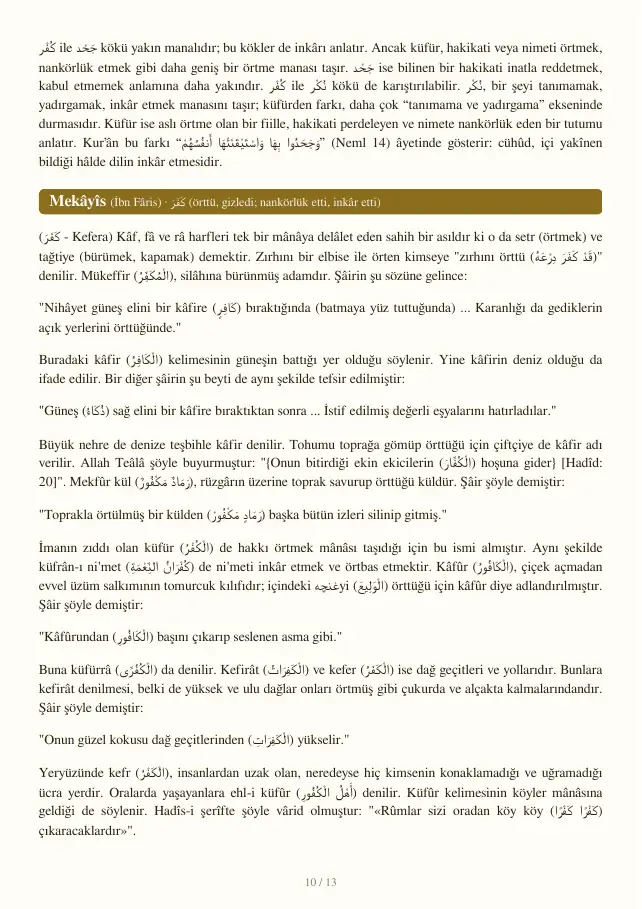 كُفْر ile جَحْد kökü yakın manalıdır; bu kökler de inkârı anlatır. Ancak küfür, hakikati veya nimeti örtmek,
nankörlük etmek gibi daha geniş bir örtme manası taşır. جَحْد ise bilinen bir hakikati inatla reddetmek,
kabul etmemek anlamına daha yakındır. كُفْر ile نُكْر kökü de karıştırılabilir. نُكْر, bir şeyi tanımamak,
yadırgamak, inkâr etmek manasını taşır; küfürden farkı, daha çok “tanımama ve yadırgama” ekseninde
durmasıdır. Küfür ise aslı örtme olan bir fiille, hakikati perdeleyen ve nimete nankörlük eden bir tutumu
anlatır. Kur’ân bu farkı “وَجَحَدُوا بِهَا وَاسْتَيْقَنَتْهَا أَنفُسُهُمْ” (Neml 14) âyetinde gösterir: cühûd, içi yakînen
bildiği hâlde dilin inkâr etmesidir.
Mekâyîs (İbn Fâris) · كَفَرَ (örttü, gizledi; nankörlük etti, inkâr etti)
(كَفَرَ - Kefera) Kâf, fâ ve râ harfleri tek bir mânâya delâlet eden sahih bir asıldır ki o da setr (örtmek) ve
tağtiye (bürümek, kapamak) demektir. Zırhını bir elbise ile örten kimseye "zırhını örttü (قَدْ كَفَرَ دِرْعَهُ)"
denilir. Mükeffir (الْمُكَفِّرُ), silâhına bürünmüş adamdır. Şâirin şu sözüne gelince:
"Nihâyet güneş elini bir kâfire (كَافِرٍ) bıraktığında (batmaya yüz tuttuğunda) ... Karanlığı da gediklerin
açık yerlerini örttüğünde."
Buradaki kâfir (الْكَافِرُ) kelimesinin güneşin battığı yer olduğu söylenir. Yine kâfirin deniz olduğu da
ifade edilir. Bir diğer şâirin şu beyti de aynı şekilde tefsir edilmiştir:
"Güneş (ذُكَاءُ) sağ elini bir kâfire bıraktıktan sonra ... İstif edilmiş değerli eşyalarını hatırladılar."
Büyük nehre de denize teşbihle kâfir denilir. Tohumu toprağa gömüp örttüğü için çiftçiye de kâfir adı
verilir. Allah Teâlâ şöyle buyurmuştur: "{Onun bitirdiği ekin ekicilerin (الْكُفَّارَ) hoşuna gider} [Hadîd:
20]". Mekfûr kül (رَمَادٌ مَكْفُورٌ), rüzgârın üzerine toprak savurup örttüğü küldür. Şâir şöyle demiştir:
"Toprakla örtülmüş bir külden (رَمَادٍ مَكْفُورْ) başka bütün izleri silinip gitmiş."
İmanın zıddı olan küfür (الْكُفْرُ) de hakkı örtmek mânâsı taşıdığı için bu ismi almıştır. Aynı şekilde
küfrân-ı ni'met (كُفْرَانُ النِّعْمَةِ) de ni'meti inkâr etmek ve örtbas etmektir. Kâfûr (الْكَافُورُ), çiçek açmadan
evvel üzüm salkımının tomurcuk kılıfıdır; içindeki غنچهyi (الْوَلِيعَ) örttüğü için kâfûr diye adlandırılmıştır.
Şâir şöyle demiştir:
"Kâfûrundan (الْكَافُورِ) başını çıkarıp seslenen asma gibi."
Buna küfürrâ (الْكُفُرَّى) da denilir. Kefirât (الْكَفِرَاتُ) ve kefer (الْكَفَرُ) ise dağ geçitleri ve yollarıdır. Bunlara
kefirât denilmesi, belki de yüksek ve ulu dağlar onları örtmüş gibi çukurda ve alçakta kalmalarındandır.
Şâir şöyle demiştir:
"Onun güzel kokusu dağ geçitlerinden (الْكَفِرَاتِ) yükselir."
Yeryüzünde kefr (الْكَفْرُ), insanlardan uzak olan, neredeyse hiç kimsenin konaklamadığı ve uğramadığı
ücra yerdir. Oralarda yaşayanlara ehl-i küfûr (أَهْلُ الْكُفُورِ) denilir. Küfûr kelimesinin köyler mânâsına
geldiği de söylenir. Hadîs-i şerîfte şöyle vârid olmuştur: "«Rûmlar sizi oradan köy köy (كَفْرًا كَفْرًا)
çıkaracaklardır»".
10 / 13